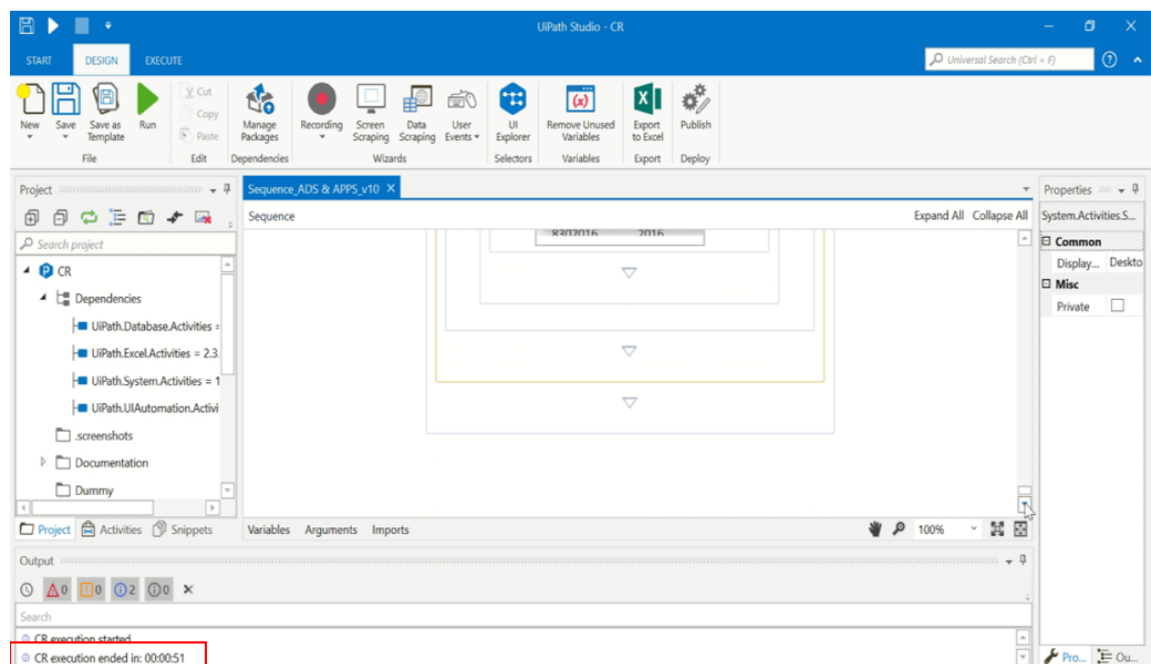 UiPath Studio - CR
START DESIGN EXECUTE
Universal Search (Ctrl + F)
New Save Save as Template Run
Cut
Copy
Paste
Manage Packages
Recording Screen Scraping Data Scraping User Events
UI Explorer
Remove Unused Variables
Export to Excel
Publish
File Edit Dependencies Wizards Selectors Variables Export Deploy
Project
Sequence_ADS & APPS_v10
Properties
Sequence
Expand All Collapse All
System.Activities.S...
Search project
8302016 2016
Common
CR
Display... Deskto
Dependencies
Misc
UiPath.Database.Activities =
Private
UiPath.Excel.Activities = 2.3.
UiPath.System.Activities = 1
UiPath.UIAutomation.Activi
.screenshots
Documentation
Dummy
Project Activities Snippets
Variables Arguments Imports
100%
Output
0 0 2 0
Search
CR execution started
CR execution ended in: 00:00:51
Pro... Ou...